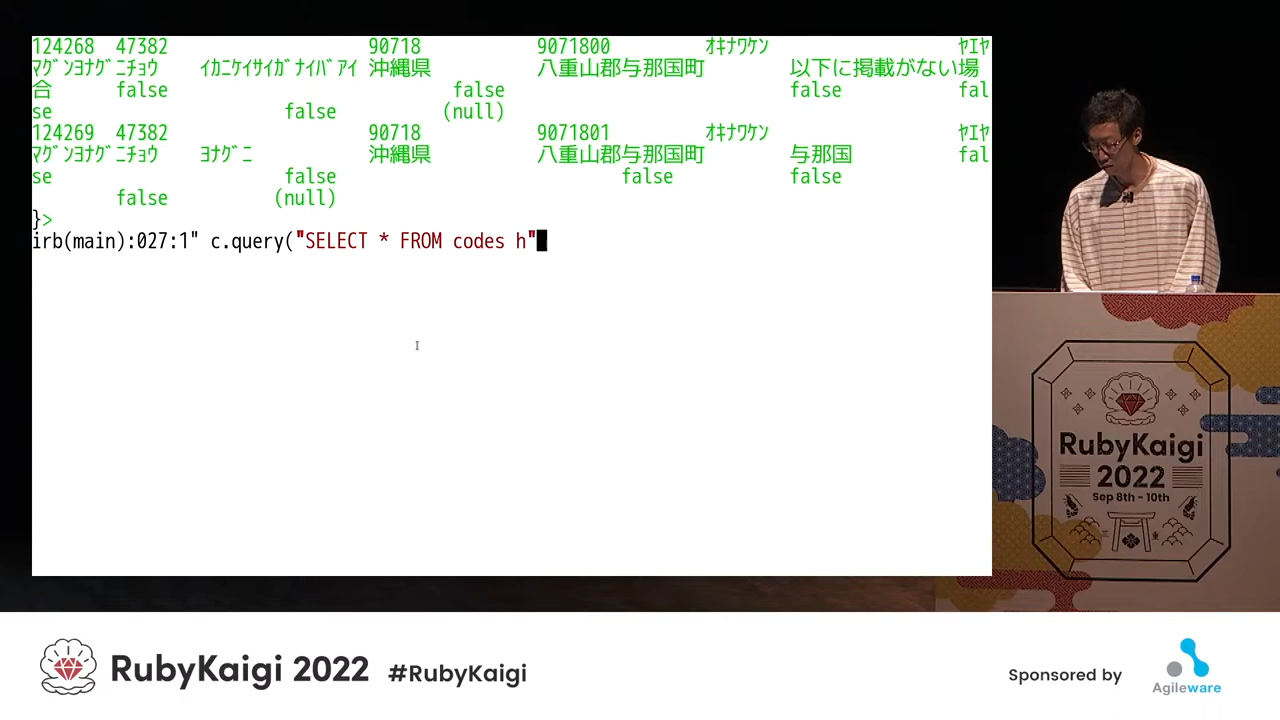 124268 47382 90718 9071800 ｵｷﾅﾜｹﾝ ﾔｴﾔ
ﾏｸﾞﾝﾖﾅｸﾞﾆﾁｮｳ ｲｶﾆｹｲｻｲｶﾞﾅｲﾊﾞｱｲ 沖縄県 八重山郡与那国町 以下に掲載がない場
合 false false false fal
se false (null)
124269 47382 90718 9071801 ｵｷﾅﾜｹﾝ ﾔｴﾔ
ﾏｸﾞﾝﾖﾅｸﾞﾆﾁｮｳ ﾖﾅｸﾞﾆ 沖縄県 八重山郡与那国町 与那国 fal
se false false false
false (null)
}>
irb(main):027:1" c.query("SELECT * FROM codes h"
RubyKaigi
2022
Sep 8th - 10th
RubyKaigi 2022 #RubyKaigi
Sponsored by
Agileware